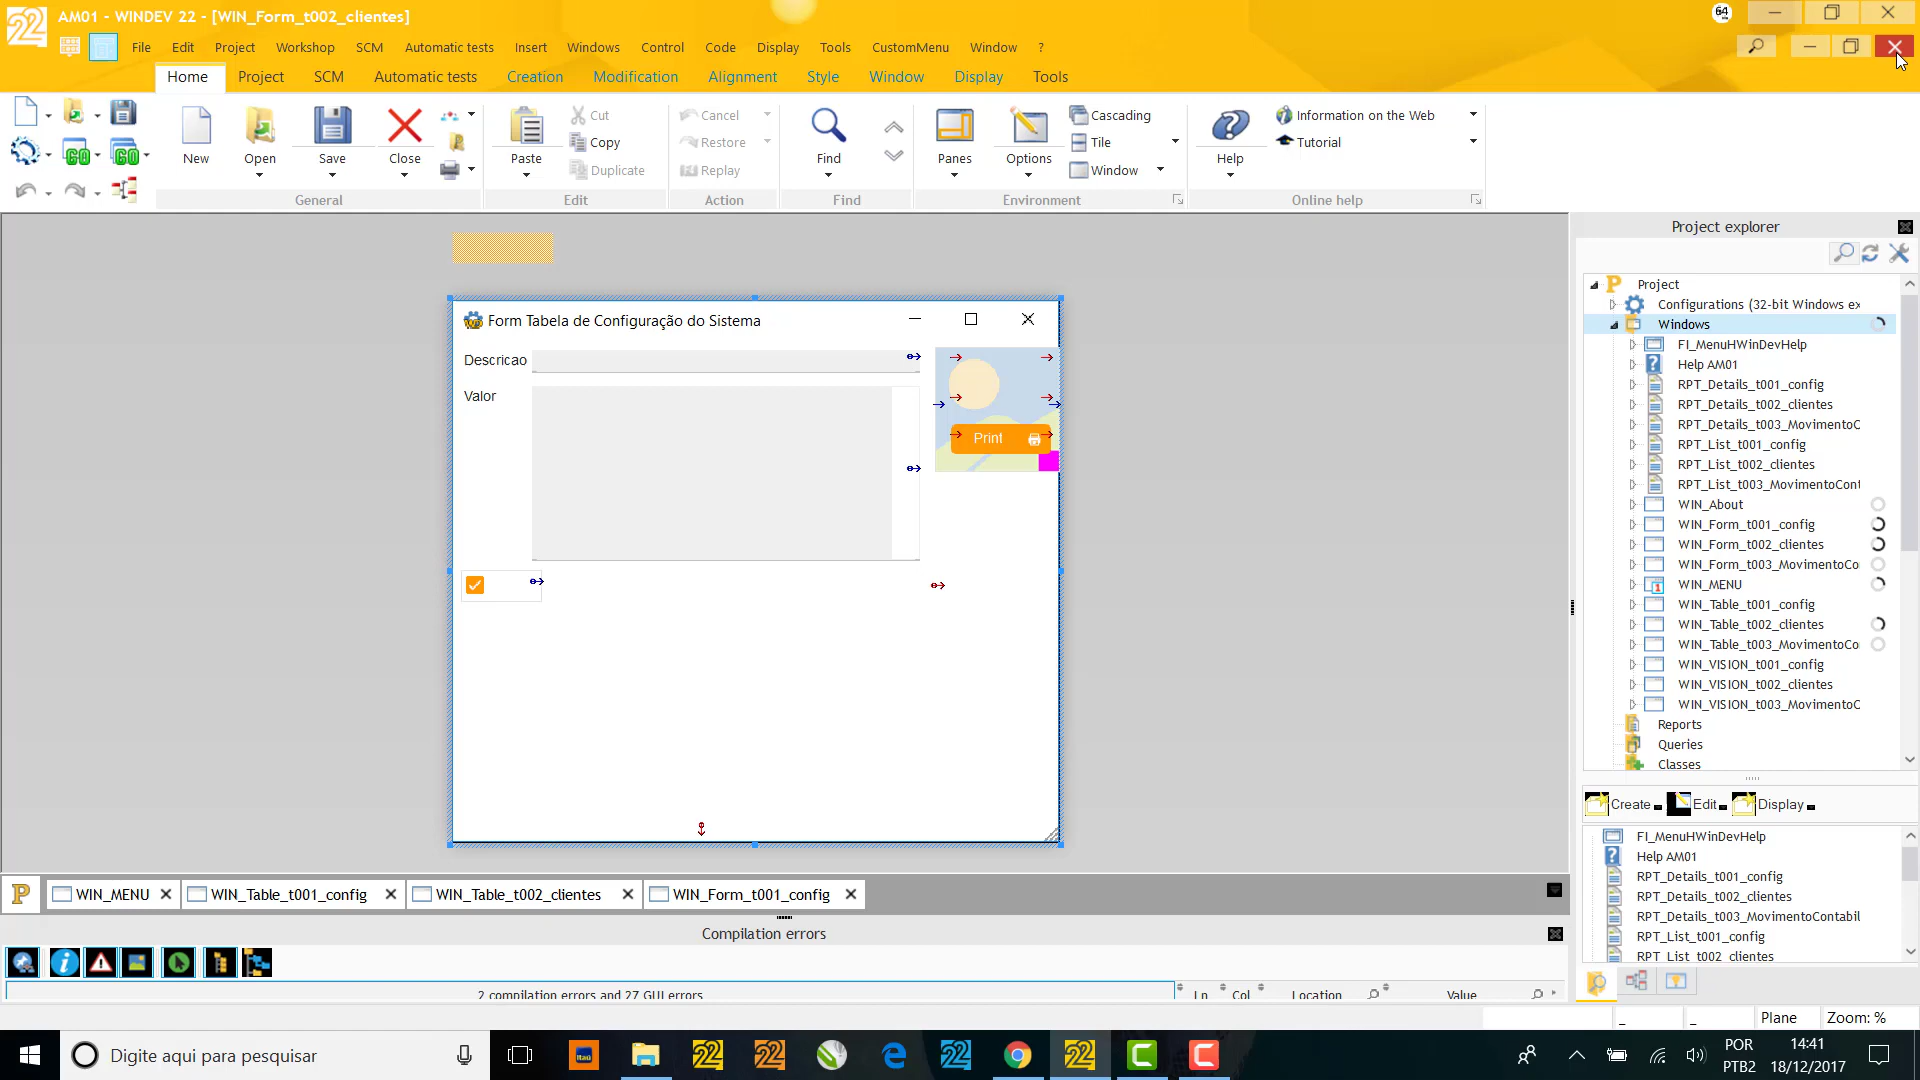 AM01 - WINDEV 22 - [WIN_Form_t002_clientes]
64
File Edit Project Workshop SCM Automatic tests Insert Windows Control Code Display Tools CustomMenu Window ?
Home Project SCM Automatic tests Creation Modification Alignment Style Window Display Tools
New Open Save Close Paste Cut Copy Duplicate Cancel Restore Replay Find Panes Options Cascading Tile Window Help Information on the Web Tutorial
General Edit Action Find Environment Online help
Form Tabela de Configuração do Sistema
Descricao
Valor
Print
Project explorer
Project
Configurations (32-bit Windows ex
Windows
FI_MenuHWinDevHelp
Help AM01
RPT_Details_t001_config
RPT_Details_t002_clientes
RPT_Details_t003_MovimentoC
RPT_List_t001_config
RPT_List_t002_clientes
RPT_List_t003_MovimentoCont
WIN_About
WIN_Form_t001_config
WIN_Form_t002_clientes
WIN_Form_t003_MovimentoCo
WIN_MENU
WIN_Table_t001_config
WIN_Table_t002_clientes
WIN_Table_t003_MovimentoCo
WIN_VISION_t001_config
WIN_VISION_t002_clientes
WIN_VISION_t003_MovimentoC
Reports
Queries
Classes
Create Edit Display
FI_MenuHWinDevHelp
Help AM01
RPT_Details_t001_config
RPT_Details_t002_clientes
RPT_Details_t003_MovimentoContabil
RPT_List_t001_config
RPT_List_t002_clientes
WIN_MENU WIN_Table_t001_config WIN_Table_t002_clientes WIN_Form_t001_config
Compilation errors
2 compilation errors and 27 GUI errors Ln Col Location Value
Plane Zoom: %
Digite aqui para pesquisar
Itaú
22 22 22 22
POR
PTB2
14:41
18/12/2017